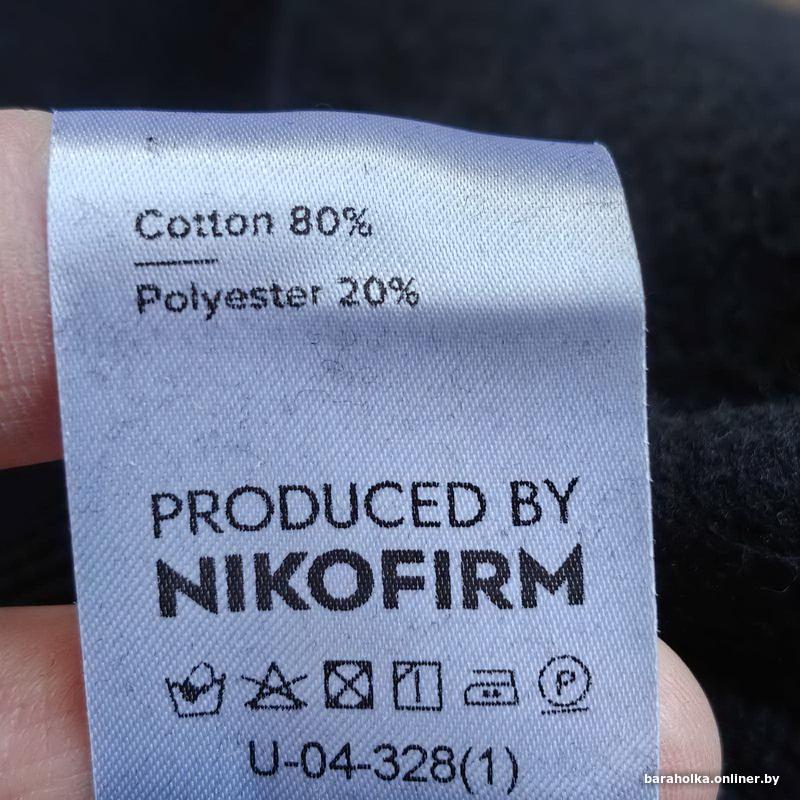 Cotton 80%
Polyester 20%
PRODUCED BY
NIKOFIRM
P
U-04-328(1)
baraholka.onliner.by